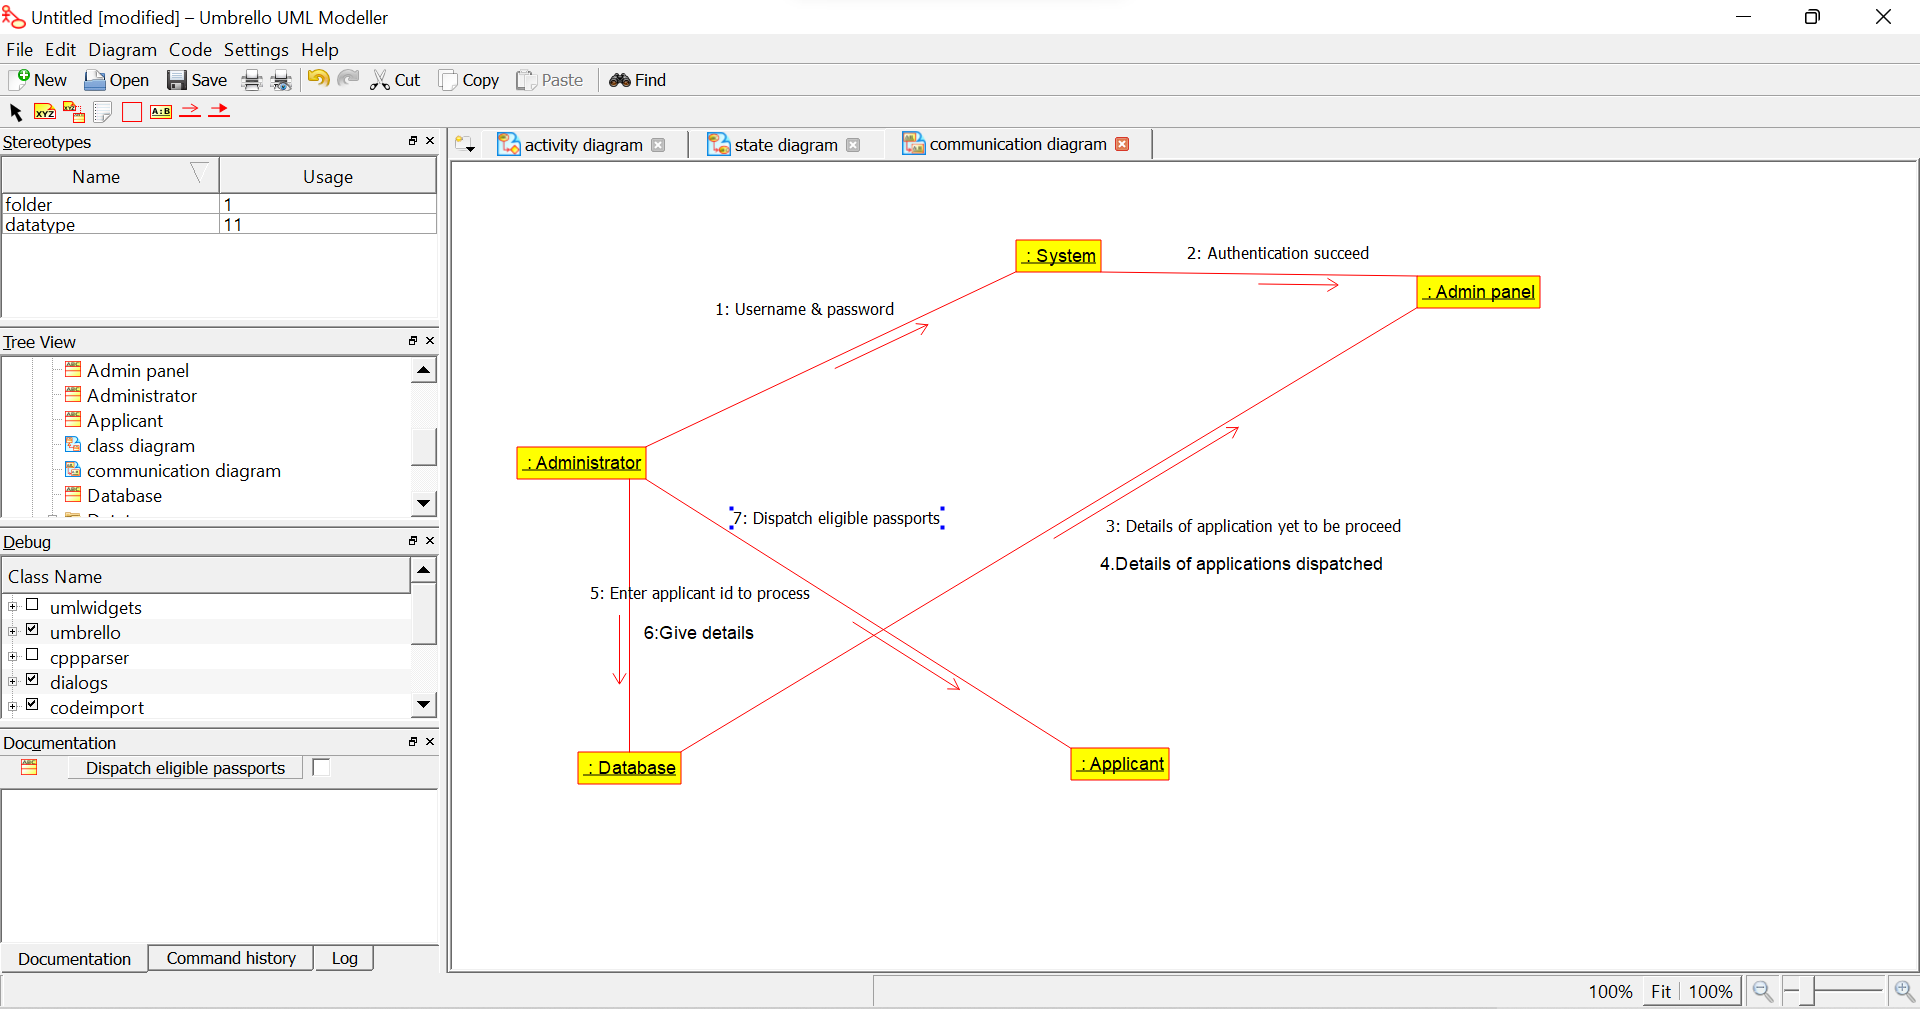 Untitled [modified] – Umbrello UML Modeller
File Edit Diagram Code Settings Help
New Open Save Cut Copy Paste Find
XYZ XYZ A:B
Stereotypes
Name Usage
folder 1
datatype 11
Tree View
Admin panel
Administrator
Applicant
class diagram
communication diagram
Database
Debug
Class Name
umlwidgets
umbrello
cppparser
dialogs
codeimport
Documentation
Dispatch eligible passports
Documentation Command history Log
activity diagram state diagram communication diagram
: System
2: Authentication succeed
: Admin panel
1: Username & password
: Administrator
7: Dispatch eligible passports
3: Details of application yet to be proceed
4.Details of applications dispatched
5: Enter applicant id to process
6:Give details
: Database
: Applicant
100% Fit 100%